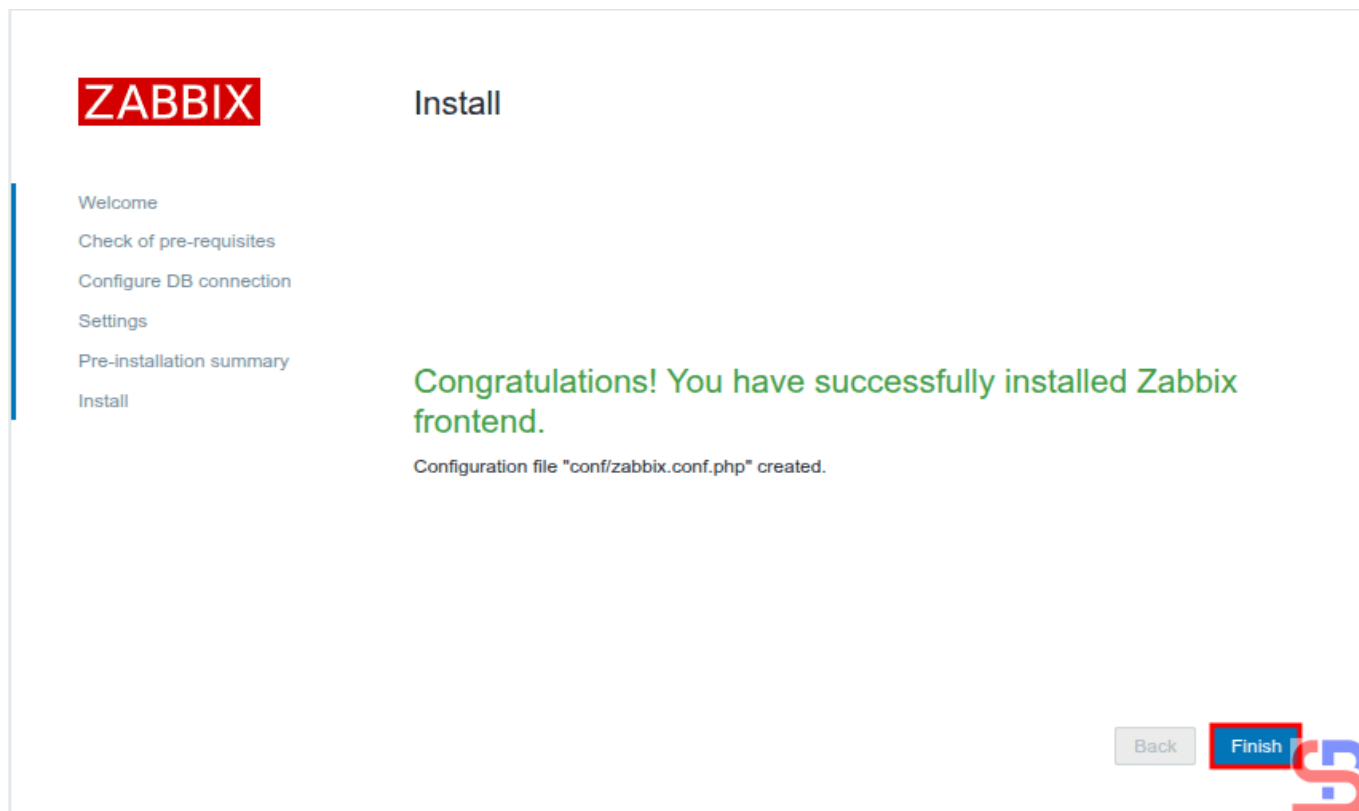 ZABBIX
Install
Welcome
Check of pre-requisites
Configure DB connection
Settings
Pre-installation summary
Install
Congratulations! You have successfully installed Zabbix
frontend.
Configuration file "conf/zabbix.conf.php" created.
Back
Finish